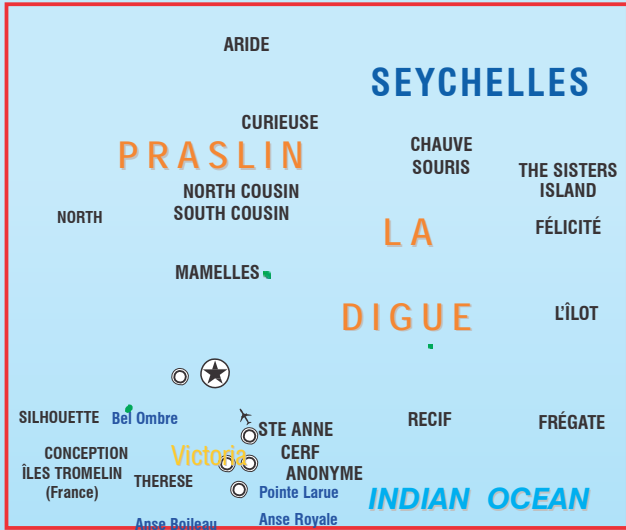 ARIDE
SEYCHELLES
CURIEUSE
PRASLIN
CHAUVE
SOURIS
THE SISTERS
ISLAND
NORTH COUSIN
SOUTH COUSIN
NORTH
LA
FÉLICITÉ
MAMELLES
DIGUE
L'ÎLOT
SILHOUETTE
Bel Ombre
STE ANNE
RECIF
FRÉGATE
CONCEPTION
Victoria
CERF
ÎLES TROMELIN
(France)
THERESE
ANONYME
Pointe Larue
INDIAN OCEAN
Anse Boileau
Anse Royale